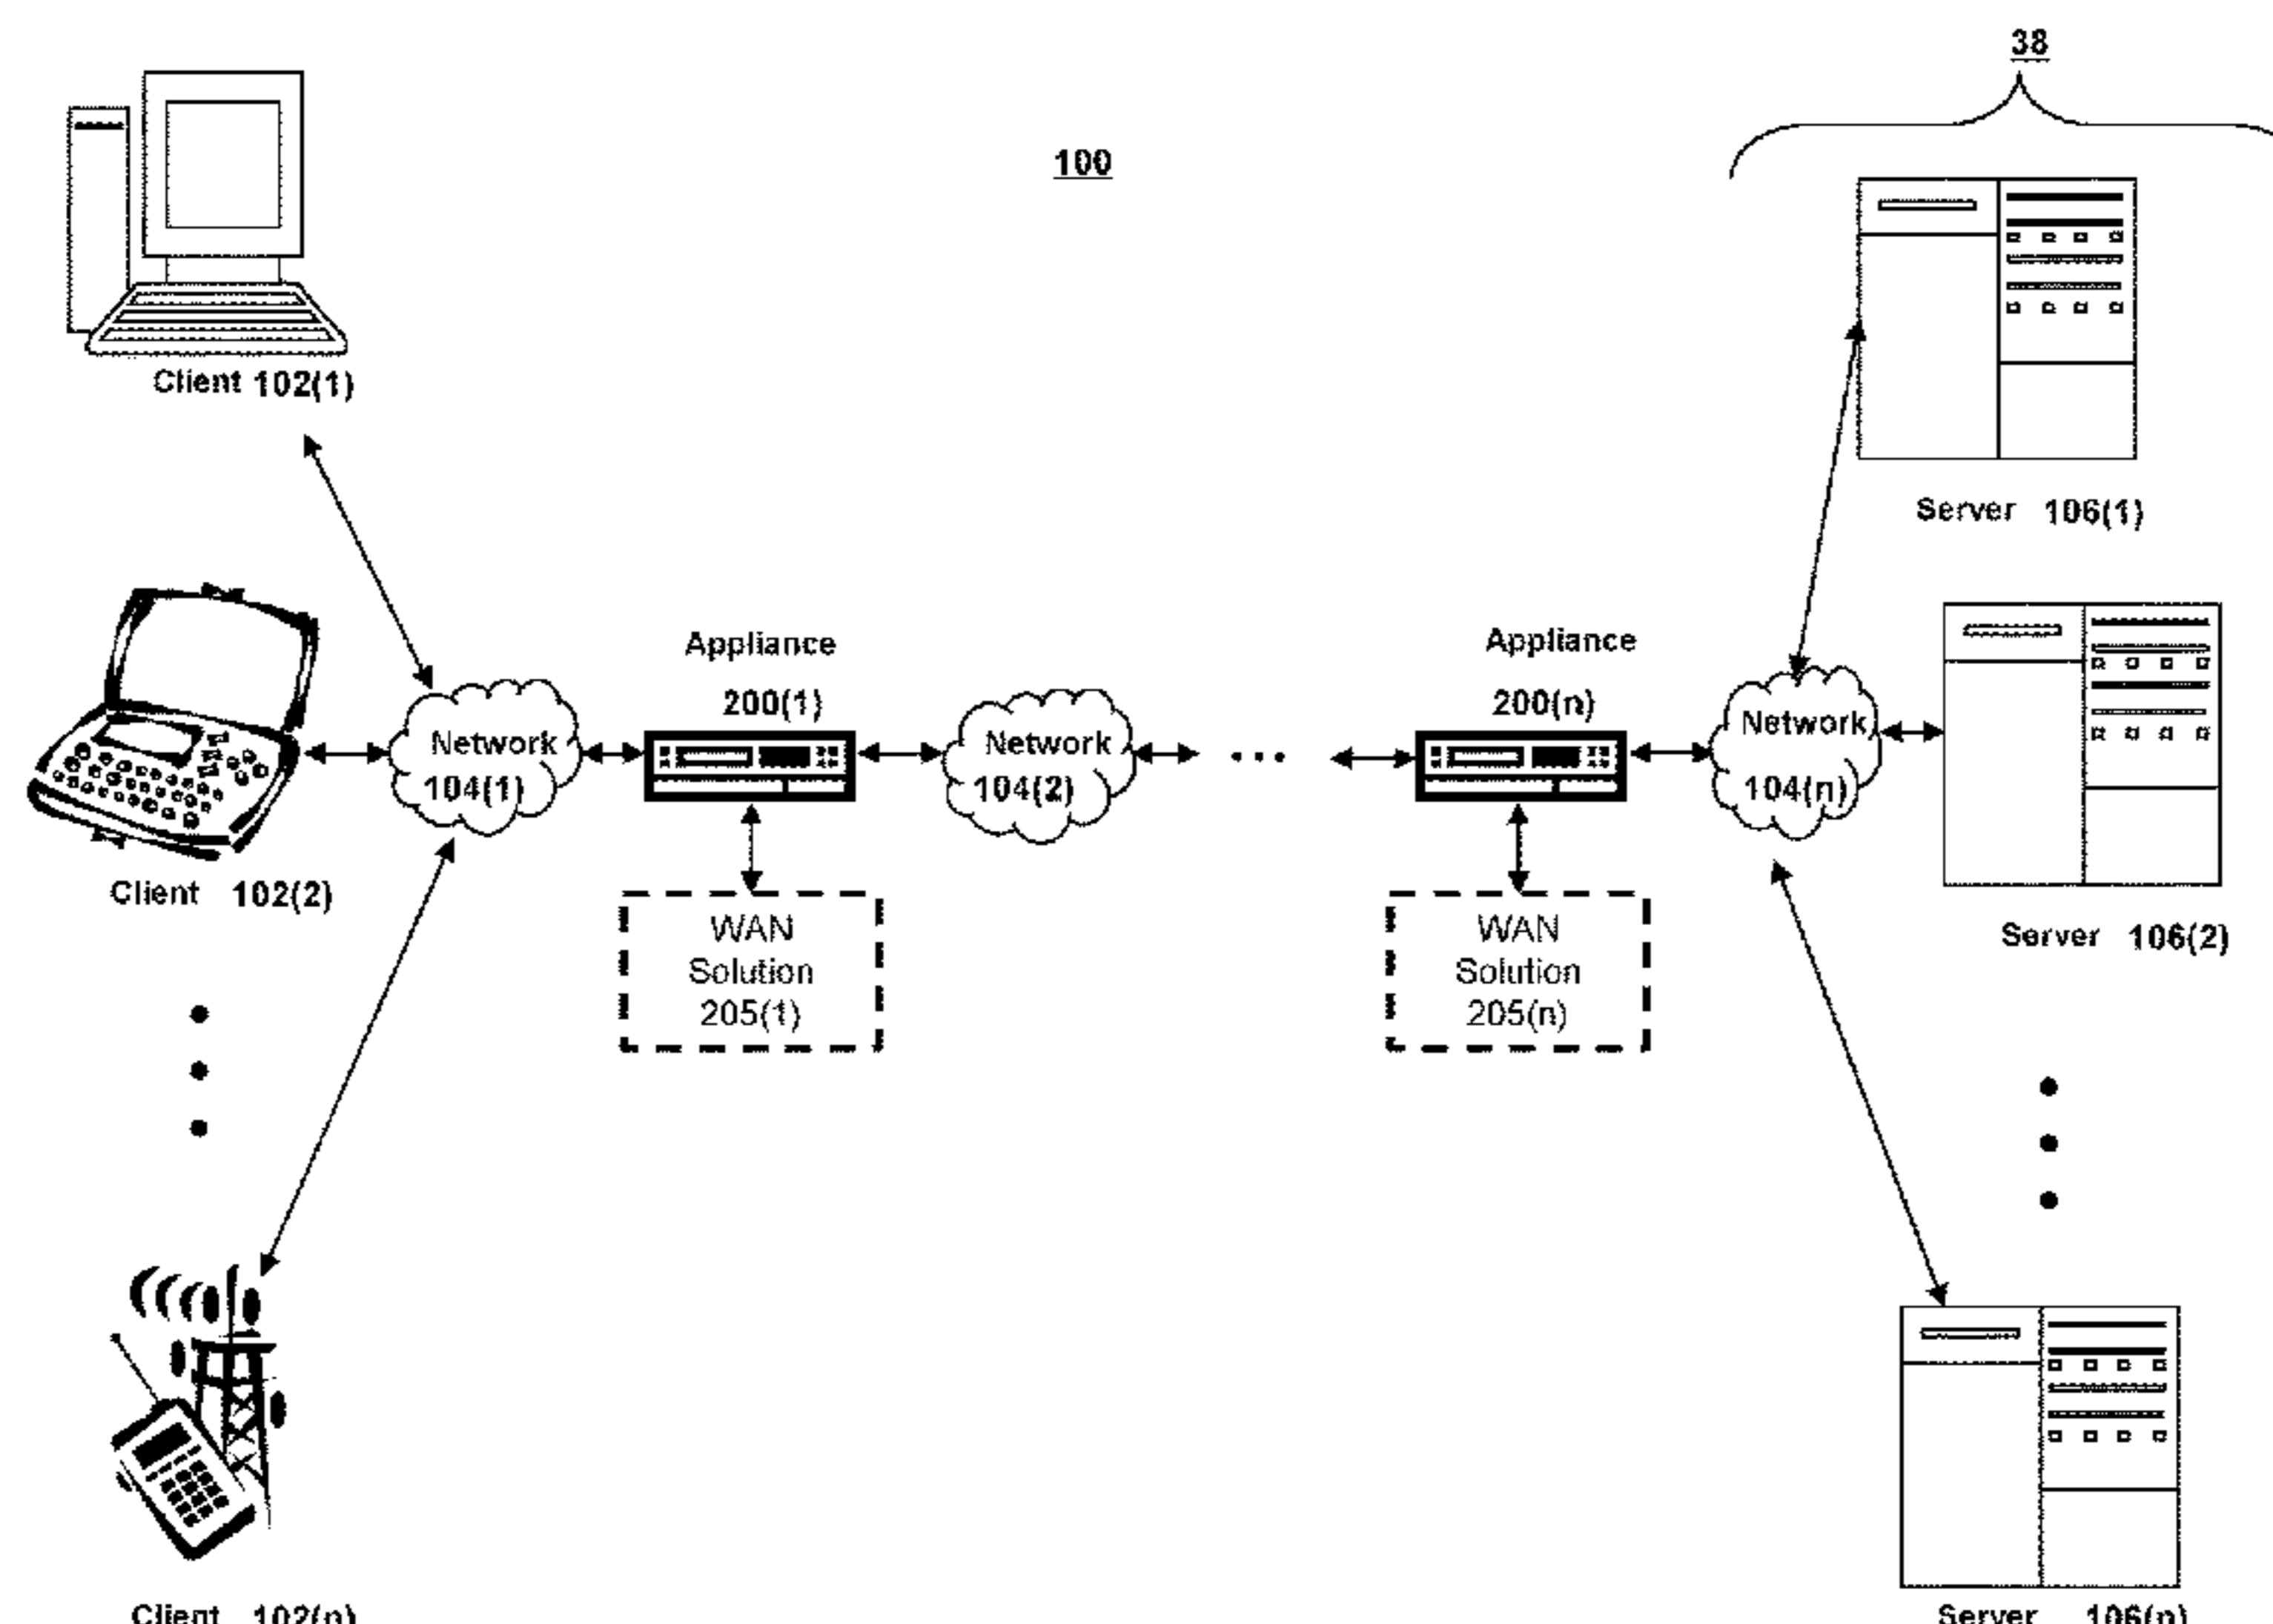 38
100
Client 102(1)
Server 106(1)
Appliance
200(1)
Appliance
200(n)
Network
104(1)
Network
104(2)
...
Network
104(n)
Client 102(2)
WAN
Solution
205(1)
WAN
Solution
205(n)
Server 106(2)
Client 102(n)
Server 106(n)